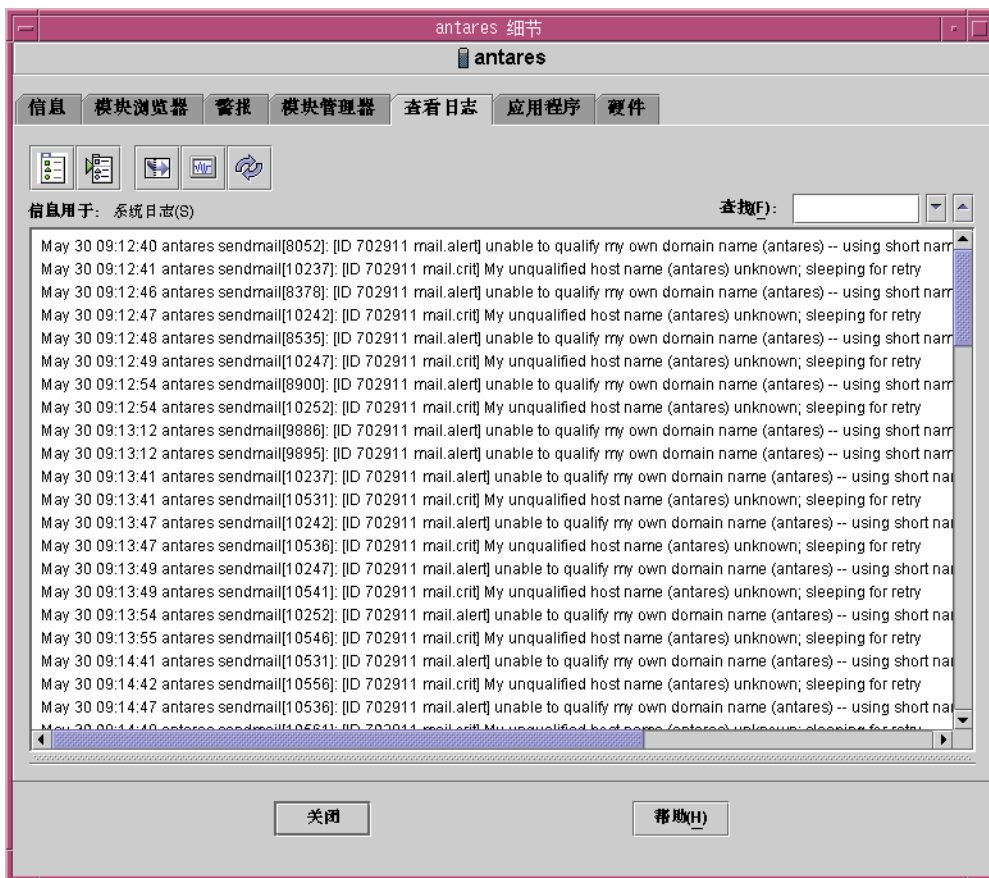 antares 细节
antares
信息 模块浏览器 警报 模块管理器 查看日志 应用程序 硬件
信息用于: 系统日志(S) 查找(F):
May 30 09:12:40 antares sendmail[8052]: [ID 702911 mail.alert] unable to qualify my own domain name (antares) -- using short
May 30 09:12:41 antares sendmail[10237]: [ID 702911 mail.crit] My unqualified host name (antares) unknown; sleeping for retry
May 30 09:12:46 antares sendmail[8378]: [ID 702911 mail.alert] unable to qualify my own domain name (antares) -- using short
May 30 09:12:47 antares sendmail[10242]: [ID 702911 mail.crit] My unqualified host name (antares) unknown; sleeping for retry
May 30 09:12:48 antares sendmail[8535]: [ID 702911 mail.alert] unable to qualify my own domain name (antares) -- using short
May 30 09:12:49 antares sendmail[10247]: [ID 702911 mail.crit] My unqualified host name (antares) unknown; sleeping for retry
May 30 09:12:54 antares sendmail[8900]: [ID 702911 mail.alert] unable to qualify my own domain name (antares) -- using short
May 30 09:12:54 antares sendmail[10252]: [ID 702911 mail.crit] My unqualified host name (antares) unknown; sleeping for retry
May 30 09:13:12 antares sendmail[9886]: [ID 702911 mail.alert] unable to qualify my own domain name (antares) -- using short
May 30 09:13:12 antares sendmail[9895]: [ID 702911 mail.alert] unable to qualify my own domain name (antares) -- using short
May 30 09:13:41 antares sendmail[10237]: [ID 702911 mail.alert] unable to qualify my own domain name (antares) -- using short
May 30 09:13:41 antares sendmail[10531]: [ID 702911 mail.crit] My unqualified host name (antares) unknown; sleeping for retry
May 30 09:13:47 antares sendmail[10242]: [ID 702911 mail.alert] unable to qualify my own domain name (antares) -- using short
May 30 09:13:47 antares sendmail[10536]: [ID 702911 mail.crit] My unqualified host name (antares) unknown; sleeping for retry
May 30 09:13:49 antares sendmail[10247]: [ID 702911 mail.alert] unable to qualify my own domain name (antares) -- using short
May 30 09:13:49 antares sendmail[10541]: [ID 702911 mail.crit] My unqualified host name (antares) unknown; sleeping for retry
May 30 09:13:54 antares sendmail[10252]: [ID 702911 mail.alert] unable to qualify my own domain name (antares) -- using short
May 30 09:13:55 antares sendmail[10546]: [ID 702911 mail.crit] My unqualified host name (antares) unknown; sleeping for retry
May 30 09:14:41 antares sendmail[10531]: [ID 702911 mail.alert] unable to qualify my own domain name (antares) -- using short
May 30 09:14:42 antares sendmail[10556]: [ID 702911 mail.crit] My unqualified host name (antares) unknown; sleeping for retry
May 30 09:14:47 antares sendmail[10536]: [ID 702911 mail.alert] unable to qualify my own domain name (antares) -- using short
关闭 帮助(H)